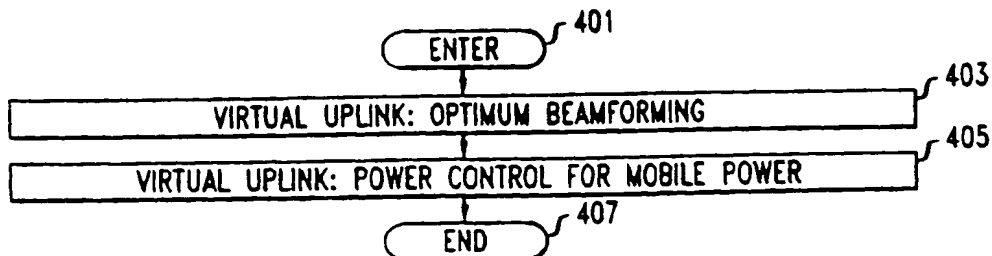 401
ENTER
403
VIRTUAL UPLINK: OPTIMUM BEAMFORMING
405
VIRTUAL UPLINK: POWER CONTROL FOR MOBILE POWER
407
END